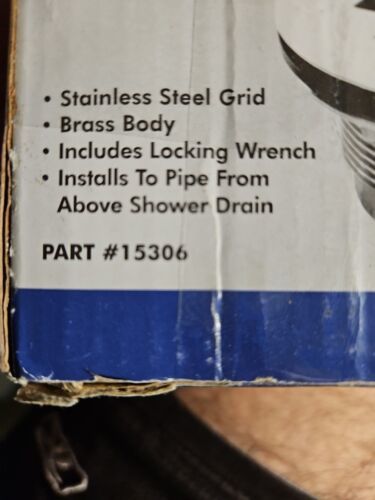 • Stainless Steel Grid
• Brass Body
• Includes Locking Wrench
• Installs To Pipe From
Above Shower Drain
PART #15306